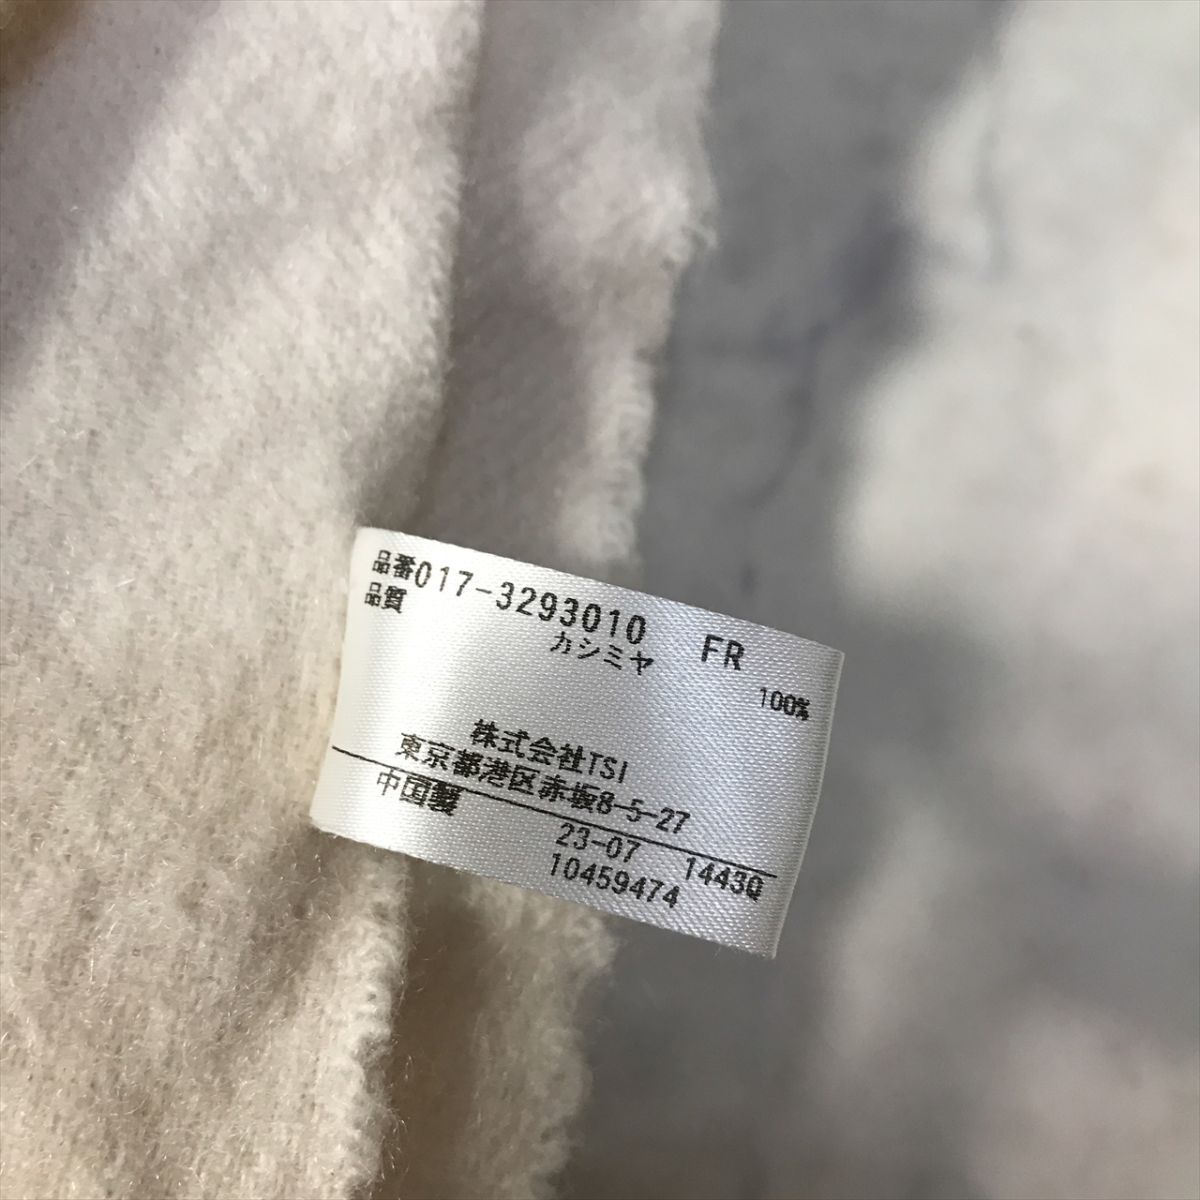 品番017-3293010 FR
品質
カシミヤ 100%
株式会社TSI
東京都港区赤坂8-5-27
中国製
23-07 1443Q
10459474